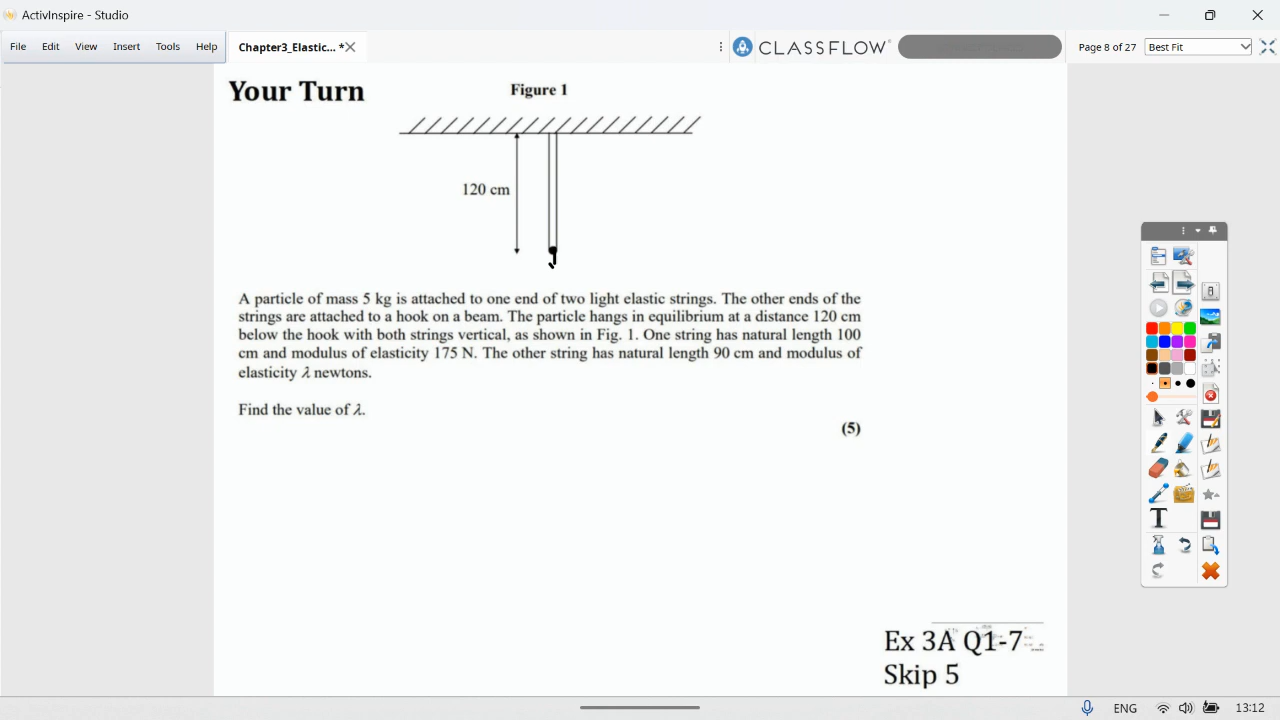 ActivInspire - Studio
File Edit View Insert Tools Help
Chapter3_Elastic... *
CLASSFLOW
Page 8 of 27
Best Fit
Your Turn
Figure 1
120 cm
A particle of mass 5 kg is attached to one end of two light elastic strings. The other ends of the
strings are attached to a hook on a beam. The particle hangs in equilibrium at a distance 120 cm
below the hook with both strings vertical, as shown in Fig. 1. One string has natural length 100
cm and modulus of elasticity 175 N. The other string has natural length 90 cm and modulus of
elasticity λ newtons.
Find the value of λ.
(5)
Ex 3A Q1-7
Skip 5
ENG
13:12